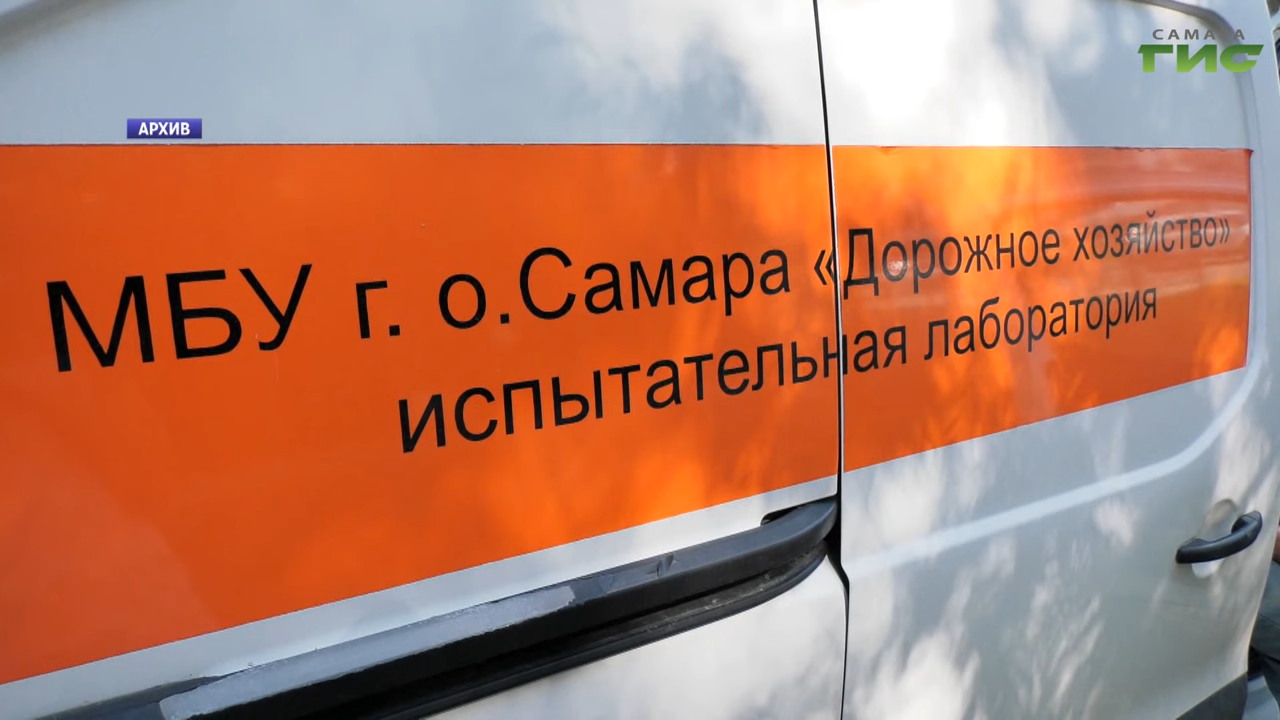 САМАРА
ГИС
АРХИВ
МБУ г. о.Самара «Дорожное хозяйство»
испытательная лаборатория